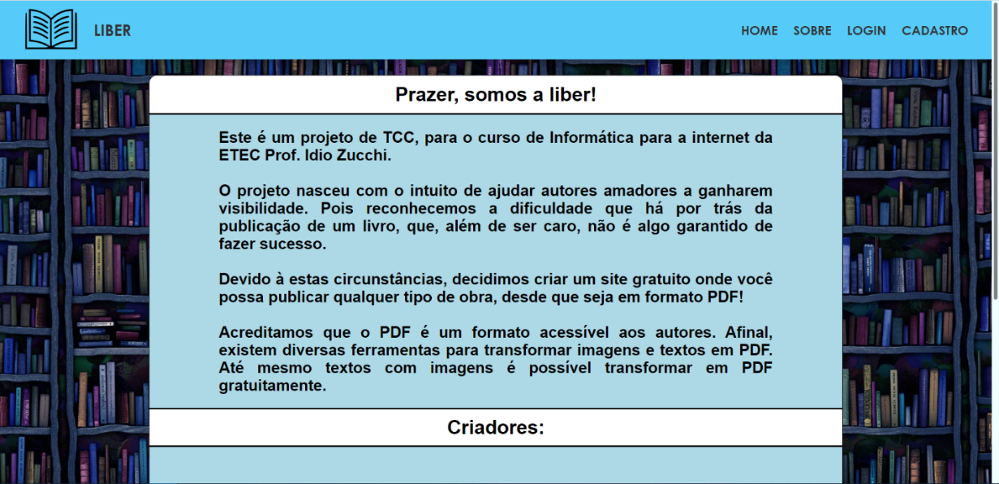 LIBER
HOME SOBRE LOGIN CADASTRO
Prazer, somos a liber!
Este é um projeto de TCC, para o curso de Informática para a internet da
ETEC Prof. Idio Zucchi.
O projeto nasceu com o intuito de ajudar autores amadores a ganharem
visibilidade. Pois reconhecemos a dificuldade que há por trás da
publicação de um livro, que, além de ser caro, não é algo garantido de
fazer sucesso.
Devido à estas circunstâncias, decidimos criar um site gratuito onde você
possa publicar qualquer tipo de obra, desde que seja em formato PDF!
Acreditamos que o PDF é um formato acessível aos autores. Afinal,
existem diversas ferramentas para transformar imagens e textos em PDF.
Até mesmo textos com imagens é possível transformar em PDF
gratuitamente.
Criadores: